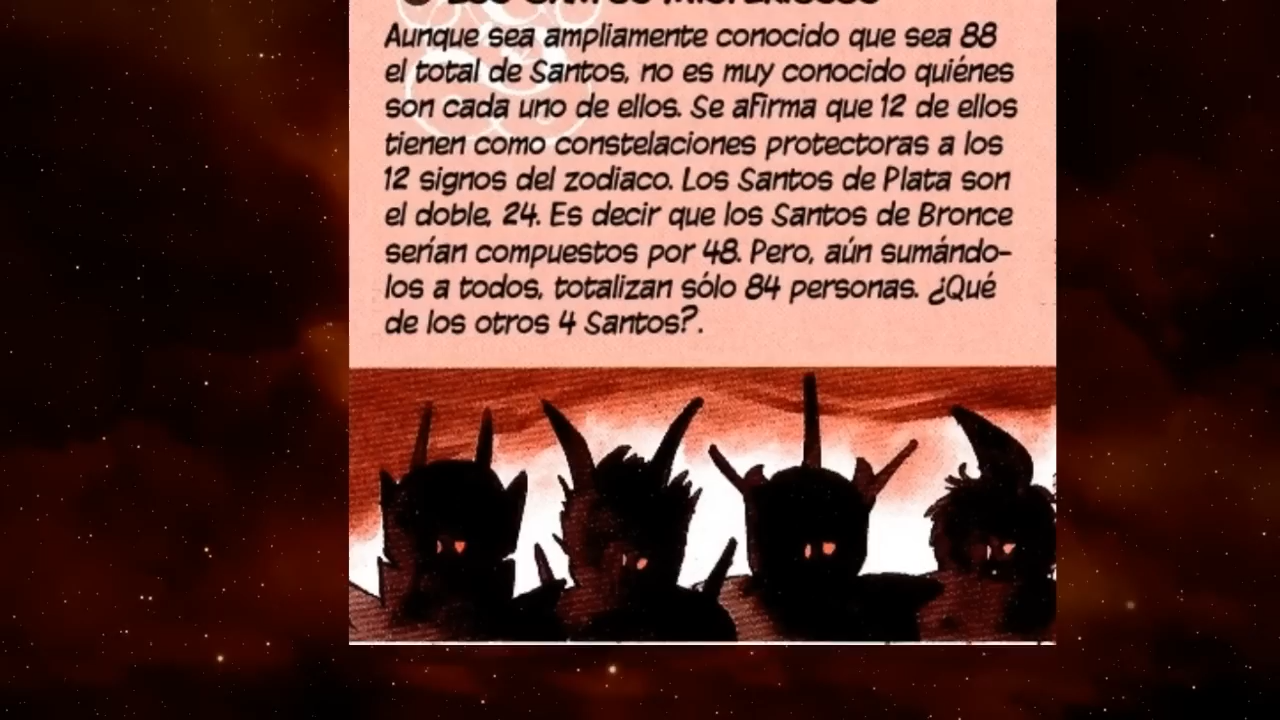 Aunque sea ampliamente conocido que sea 88
el total de Santos, no es muy conocido quiénes
son cada uno de ellos. Se afirma que 12 de ellos
tienen como constelaciones protectoras a los
12 signos del zodiaco. Los Santos de Plata son
el doble, 24. Es decir que los Santos de Bronce
serían compuestos por 48. Pero, aún sumándo-
los a todos, totalizan sólo 84 personas. ¿Qué
de los otros 4 Santos?.